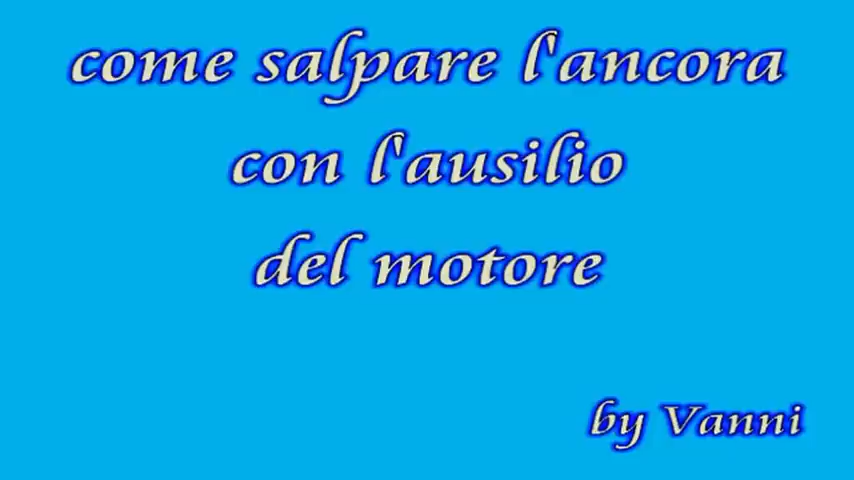 come salpare l'ancora
con l'ausilio
del motore
by Vanni